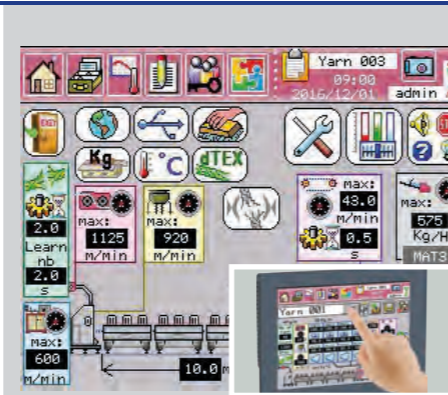 Yarn 003
09:00
2016/12/01
admin
EXIT
Kg
°C
dTEX
2.0
Learn
nb
2.0
s
max:
1125
m/min
max:
920
m/min
max:
43.0
m/min
0.5
s
max:
575
Kg/H
MAT3
max:
600
m/min
10.0
Yarn 001